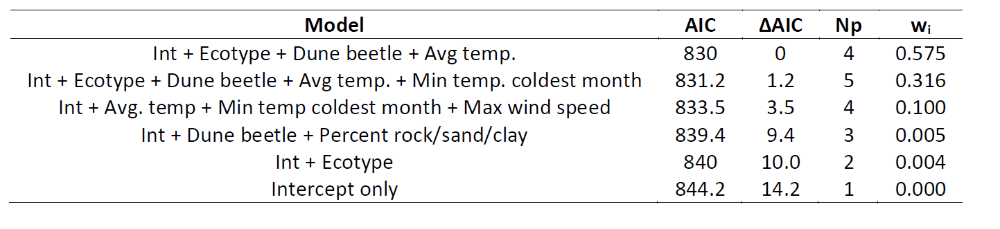 Model AIC ΔAIC Np wᵢ
Int + Ecotype + Dune beetle + Avg temp. 830 0 4 0.575
Int + Ecotype + Dune beetle + Avg temp. + Min temp. coldest month 831.2 1.2 5 0.316
Int + Avg. temp + Min temp coldest month + Max wind speed 833.5 3.5 4 0.100
Int + Dune beetle + Percent rock/sand/clay 839.4 9.4 3 0.005
Int + Ecotype 840 10.0 2 0.004
Intercept only 844.2 14.2 1 0.000